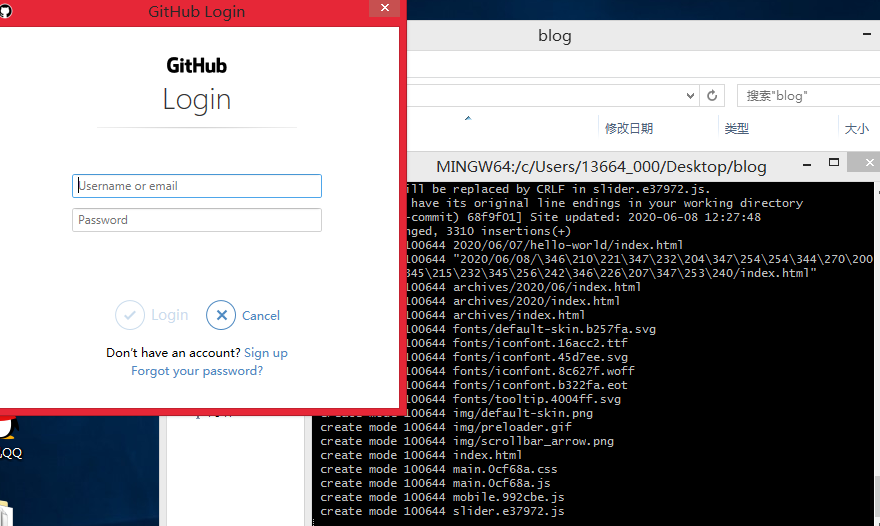 GitHub Login
GitHub
Login
Username or email
Password
Login
Cancel
Don't have an account? Sign up
Forgot your password?
QQ
blog
搜索"blog"
修改日期
类型
大小
MINGW64:/c/Users/13664_000/Desktop/blog
ill be replaced by CRLF in slider.e37972.js.
have its original line endings in your working directory
-commit) 68f9f01] Site updated: 2020-06-08 12:27:48
nged, 3310 insertions(+)
100644 2020/06/07/hello-world/index.html
100644 "2020/06/08/\346\210\221\347\232\204\347\254\254\344\270\200
345\215\232\345\256\242\346\226\207\347\253\240/index.html"
100644 archives/2020/06/index.html
100644 archives/2020/index.html
100644 archives/index.html
100644 fonts/default-skin.b257fa.svg
100644 fonts/iconfont.16acc2.ttf
100644 fonts/iconfont.45d7ee.svg
100644 fonts/iconfont.8c627f.woff
100644 fonts/iconfont.b322fa.eot
100644 fonts/tooltip.4004ff.svg
create mode 100644 img/default-skin.png
create mode 100644 img/preloader.gif
create mode 100644 img/scrollbar_arrow.png
create mode 100644 index.html
create mode 100644 main.0cf68a.css
create mode 100644 main.0cf68a.js
create mode 100644 mobile.992cbe.js
create mode 100644 slider.e37972.js